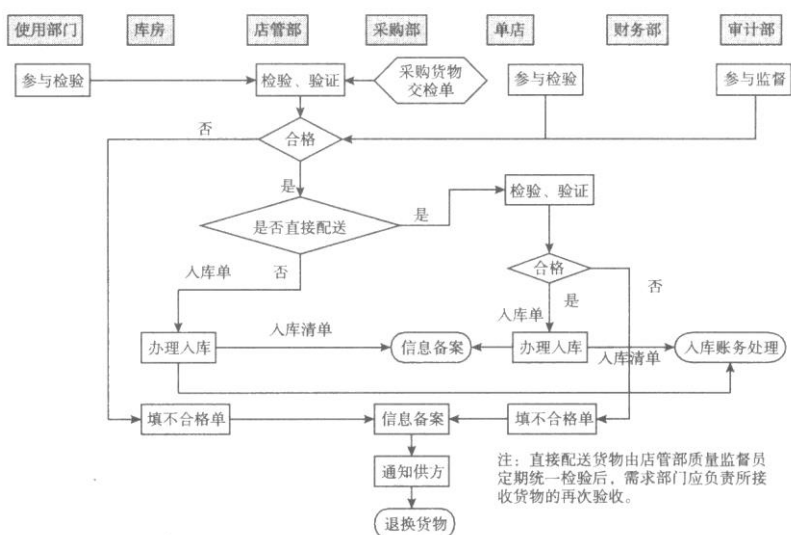 使用部门 库房 店管部 采购部 单店 财务部 审计部
参与检验 检验、验证 采购货物 参与检验 参与监督
交检单
否 合格
是 检验、验证
是否直接配送 是
入库单 否 合格 否
入库单 是
办理入库 入库清单 信息备案 办理入库 入库清单 入库账务处理
填不合格单 信息备案 填不合格单
通知供方
退换货物
注：直接配送货物由店管部质量监督员
定期统一检验后，需求部门应负责所接
收货物的再次验收。